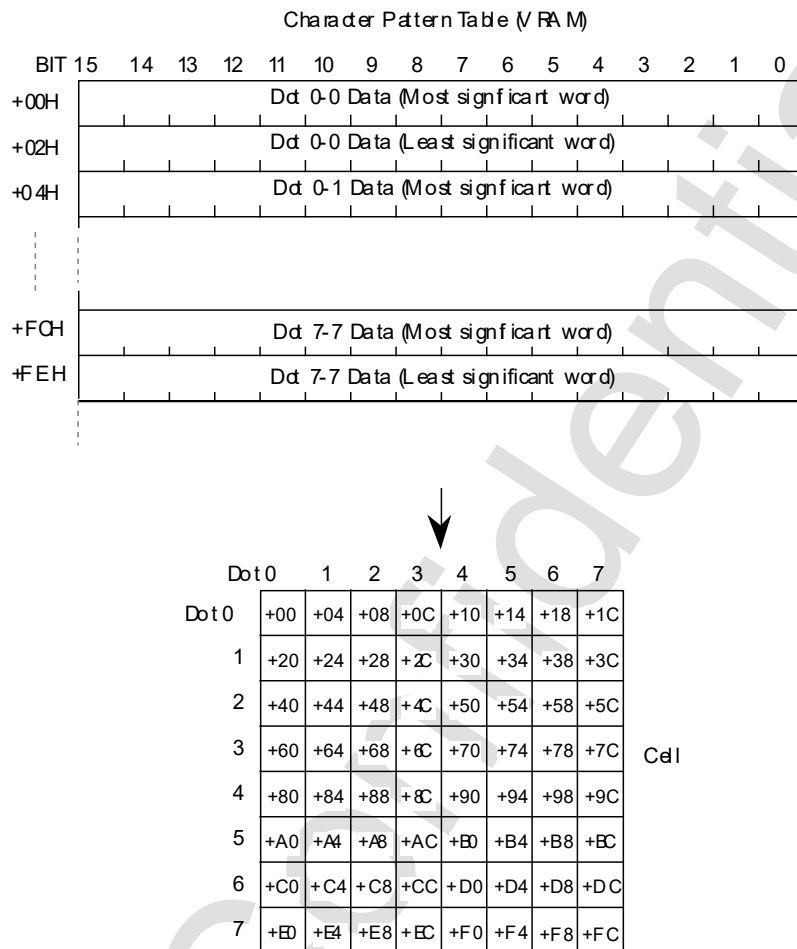 Character Pattern Table (VRAM)
BIT 15 14 13 12 11 10 9 8 7 6 5 4 3 2 1 0
+00H Dot 0-0 Data (Most signficant word)
+02H Dot 0-0 Data (Least significant word)
+04H Dot 0-1 Data (Most signficant word)
+FCH Dot 7-7 Data (Most signficant word)
+FEH Dot 7-7 Data (Least significant word)
Dot 0 1 2 3 4 5 6 7
Dot 0 +00 +04 +08 +0C +10 +14 +18 +1C
1 +20 +24 +28 +2C +30 +34 +38 +3C
2 +40 +44 +48 +4C +50 +54 +58 +5C
3 +60 +64 +68 +6C +70 +74 +78 +7C Cell
4 +80 +84 +88 +8C +90 +94 +98 +9C
5 +A0 +A4 +A8 +AC +B0 +B4 +B8 +BC
6 +C0 +C4 +C8 +CC +D0 +D4 +D8 +DC
7 +E0 +E4 +E8 +EC +F0 +F4 +F8 +FC
Confidentia